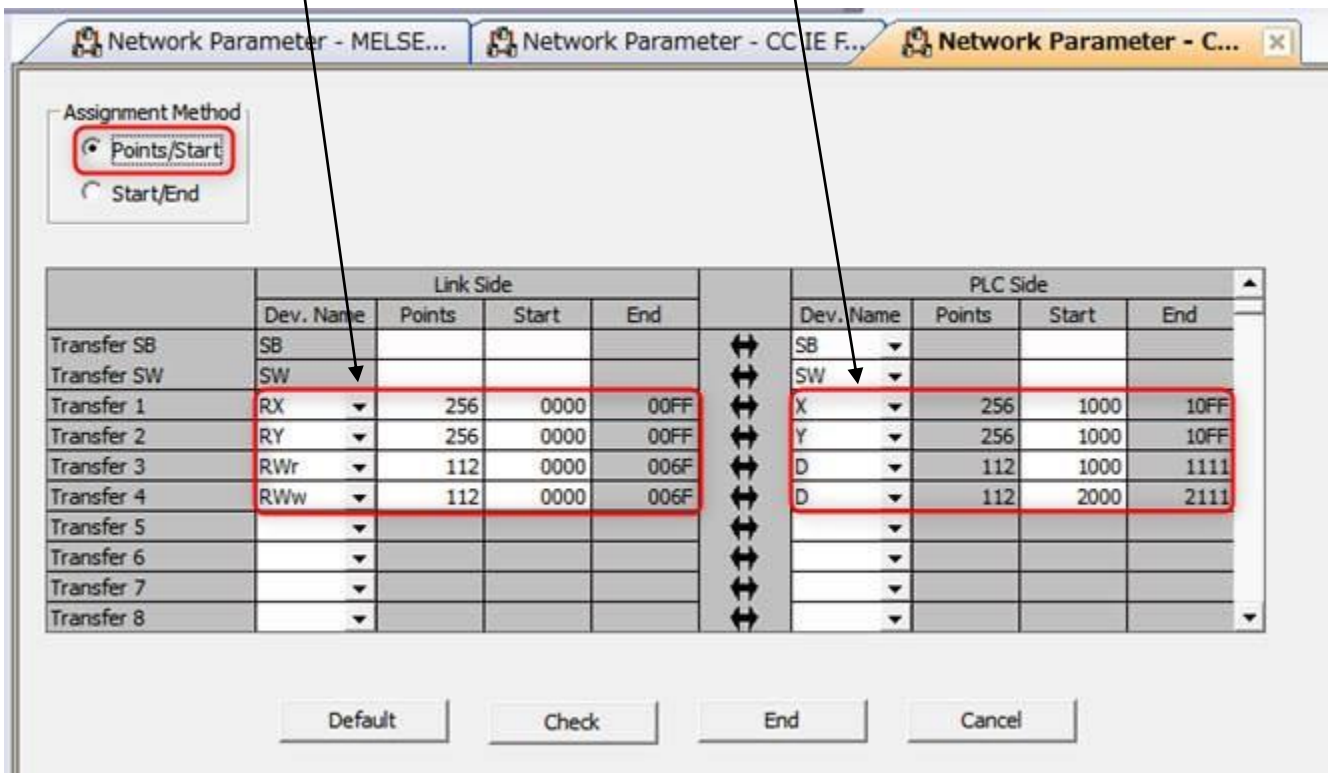 Network Parameter - MELSE... Network Parameter - CC IE F... Network Parameter - C...
Assignment Method
Points/Start
Start/End
Link Side PLC Side
Dev. Name Points Start End Dev. Name Points Start End
Transfer SB SB SB
Transfer SW SW SW
Transfer 1 RX 256 0000 00FF X 256 1000 10FF
Transfer 2 RY 256 0000 00FF Y 256 1000 10FF
Transfer 3 RWr 112 0000 006F D 112 1000 1111
Transfer 4 RWw 112 0000 006F D 112 2000 2111
Transfer 5
Transfer 6
Transfer 7
Transfer 8
Default Check End Cancel